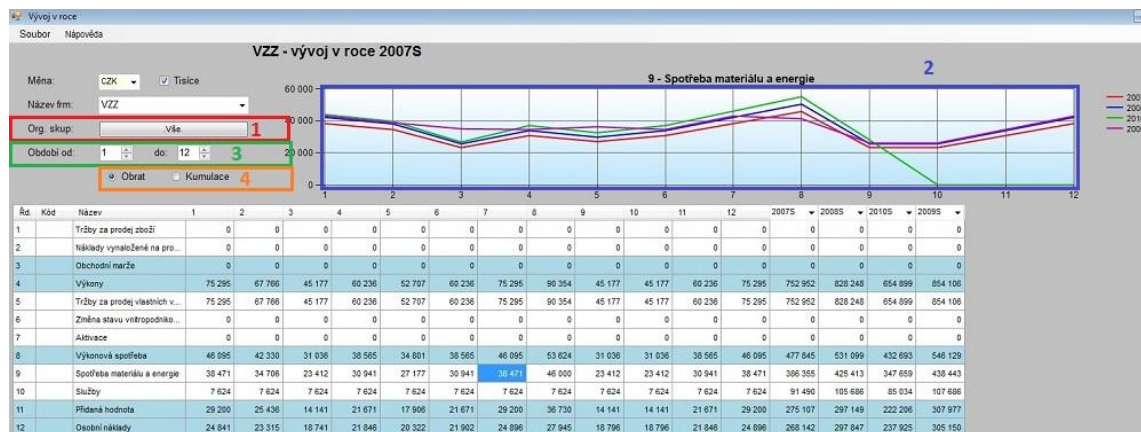 Vývoj v roce
Soubor Nápověda
VZZ - vývoj v roce 2007S
Měna: CZK Tisíce
Název frm: VZZ
Org. skup: .Vše. 1
Období od: 1 do: 12 3
Obrat Kumulace 4
9 - Spotřeba materiálu a energie 2
60 000
40 000
20 000
0
1 2 3 4 5 6 7 8 9 10 11 12
Řd. Kód Název 1 2 3 4 5 6 7 8 9 10 11 12 2007S 2008S 2010S 2009S
1 Tržby za prodej zboží 0 0 0 0 0 0 0 0 0 0 0 0 0 0 0 0
2 Náklady vynaložené na pro... 0 0 0 0 0 0 0 0 0 0 0 0 0 0 0 0
3 Obchodní marže 0 0 0 0 0 0 0 0 0 0 0 0 0 0 0 0
4 Výkony 75 295 67 766 45 177 60 236 52 707 60 236 75 295 90 354 45 177 45 177 60 236 75 295 752 952 828 248 654 899 854 106
5 Tržby za prodej vlastních v... 75 295 67 766 45 177 60 236 52 707 60 236 75 295 90 354 45 177 45 177 60 236 75 295 752 952 828 248 654 899 854 106
6 Změna stavu vnitropodniko... 0 0 0 0 0 0 0 0 0 0 0 0 0 0 0 0
7 Aktivace 0 0 0 0 0 0 0 0 0 0 0 0 0 0 0 0
8 Výkonová spotřeba 46 095 42 330 31 036 38 565 34 801 38 565 46 095 53 624 31 036 31 036 38 565 46 095 477 845 531 099 432 693 546 129
9 Spotřeba materiálu a energie 38 471 34 706 23 412 30 941 27 177 30 941 38 471 46 000 23 412 23 412 30 941 38 471 386 355 425 413 347 659 438 443
10 Služby 7 624 7 624 7 624 7 624 7 624 7 624 7 624 7 624 7 624 7 624 7 624 7 624 91 490 105 686 85 034 107 686
11 Přidaná hodnota 29 200 25 436 14 141 21 671 17 906 21 671 29 200 36 730 14 141 14 141 21 671 29 200 275 107 297 149 222 206 307 977
12 Osobní náklady 24 841 23 315 18 741 21 846 20 322 21 902 24 896 27 945 18 796 18 796 21 846 24 896 268 142 297 847 237 925 305 150